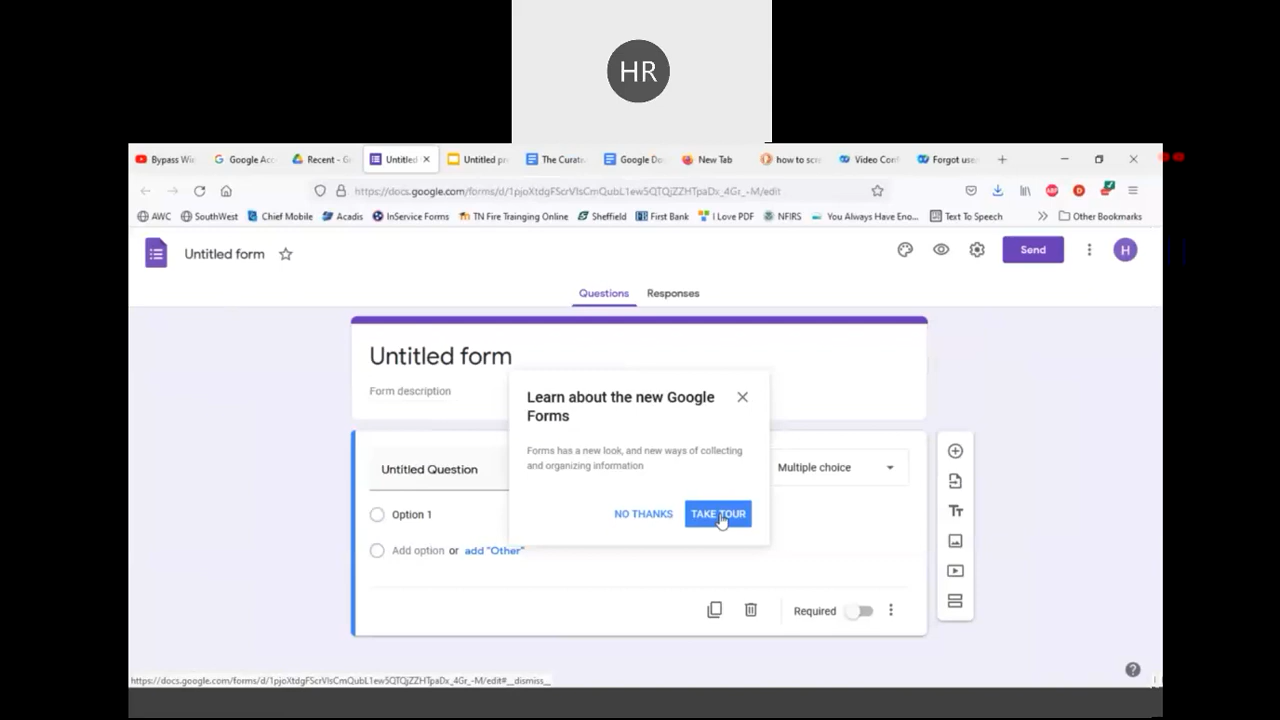 HR
Bypass Wi
Google Acc
Recent - G
Untitled
Untitled pr
The Curati
Google Do
New Tab
how to scr
Video Conf
Forgot use
https://docs.google.com/forms/d/1pjoXtdgFScrVIsCmQubL1ew5QTQjZZHTpaDx_4Gr_-M/edit
AWC
SouthWest
Chief Mobile
Acadis
InService Forms
TN Fire Trainging Online
Sheffield
First Bank
I Love PDF
NFIRS
You Always Have Eno...
Text To Speech
Other Bookmarks
Untitled form
Send
H
Questions
Responses
Untitled form
Form description
Learn about the new Google
Forms
Forms has a new look, and new ways of collecting
and organizing information
NO THANKS
TAKE TOUR
Untitled Question
Multiple choice
Option 1
Add option or add "Other"
Required
https://docs.google.com/forms/d/1pjoXtdgFScrVIsCmQubL1ew5QTQjZZHTpaDx_4Gr_-M/edit#__dismiss__